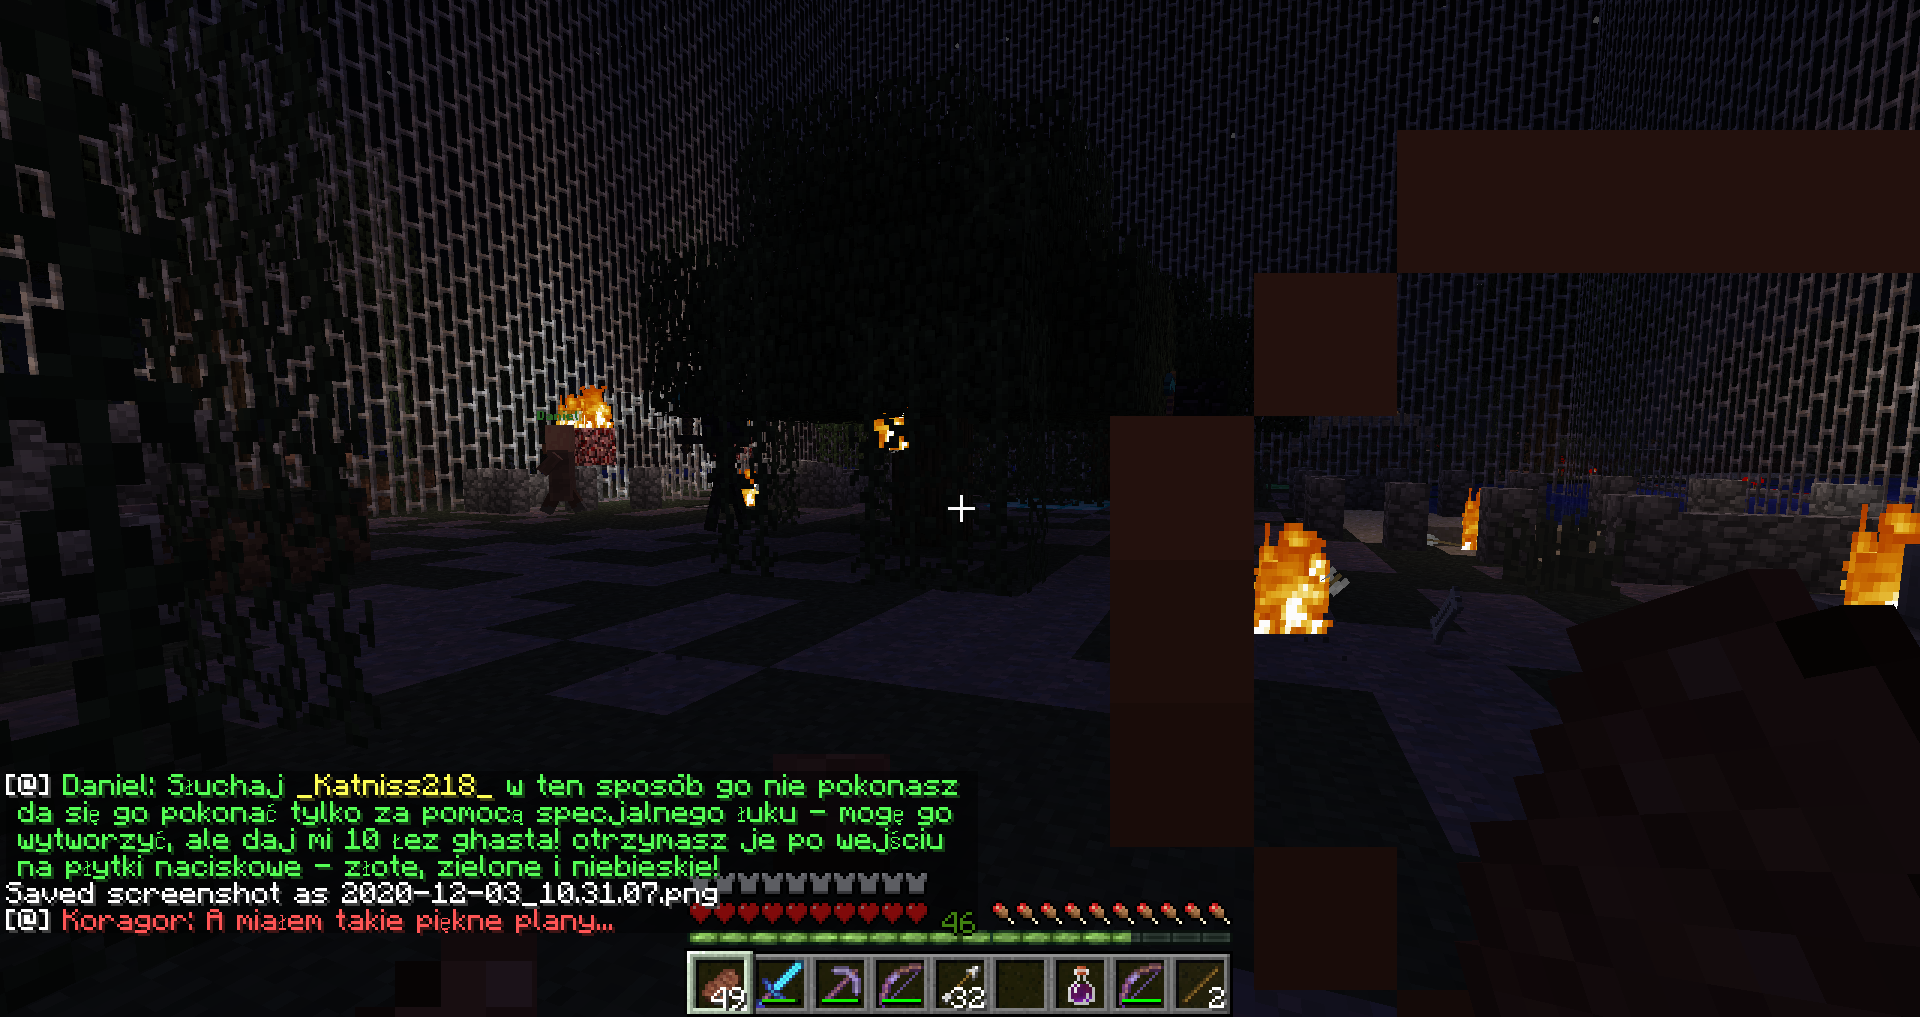 Daniel
[@] Daniel: Słuchaj _Katniss218_ w ten sposób go nie pokonasz
da się go pokonać tylko za pomocą specjalnego łuku - mogę go
wytworzyć, ale daj mi 10 Łez ghasta! otrzymasz je po wejściu
na płytki naciskowe - złote, zielone i niebieskie!
Saved screenshot as 2020-12-03_10.31.07.png
[@] Koragor: A miałem takie piękne plany...
46
49 32 2